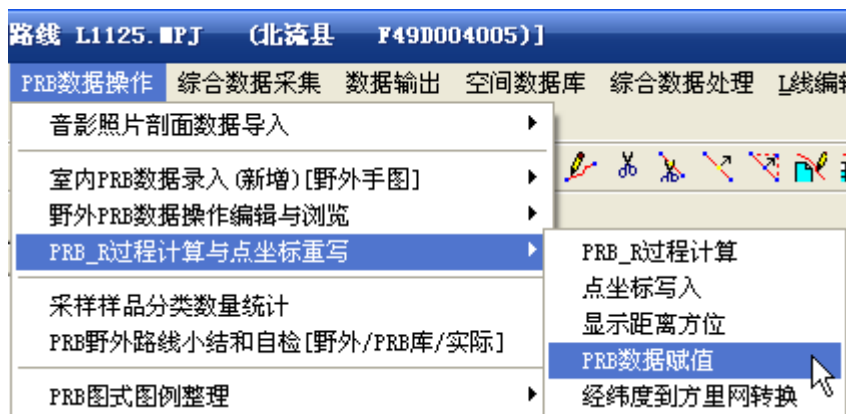 路线 L1125.MPJ (北流县 F49D004005)]
PRB数据操作 综合数据采集 数据输出 空间数据库 综合数据处理 L线编辑
音影照片剖面数据导入
室内PRB数据录入(新增)[野外手图]
野外PRB数据操作编辑与浏览
PRB_R过程计算与点坐标重写
PRB_R过程计算
点坐标写入
采样样品分类数量统计
显示距离方位
PRB野外路线小结和自检[野外/PRB库/实际]
PRB数据赋值
PRB图式图例整理
经纬度到方里网转换